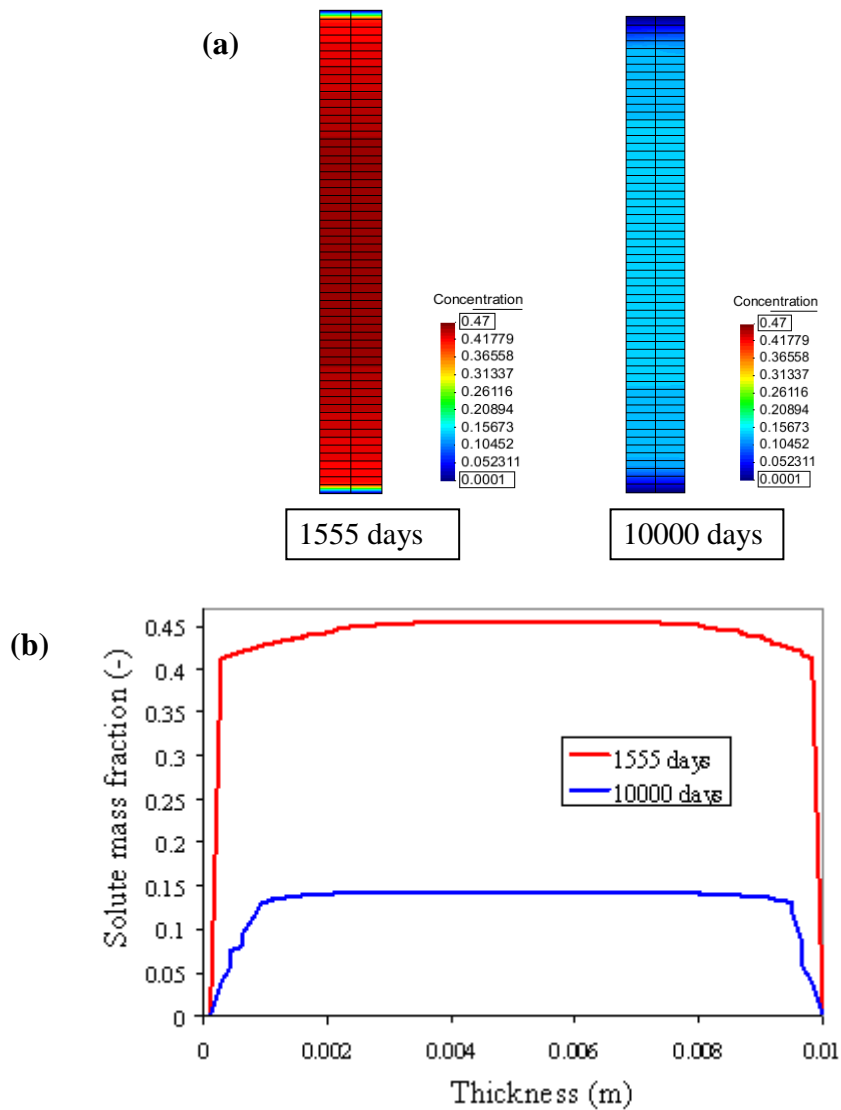 (a)
Concentration
0.47
0.41779
0.36558
0.31337
0.26116
0.20894
0.15673
0.10452
0.052311
0.0001
Concentration
0.47
0.41779
0.36558
0.31337
0.26116
0.20894
0.15673
0.10452
0.052311
0.0001
1555 days
10000 days
(b)
Solute mass fraction (-)
0.45
0.4
0.35
0.3
0.25
0.2
0.15
0.1
0.05
0
1555 days
10000 days
0 0.002 0.004 0.006 0.008 0.01
Thickness (m)